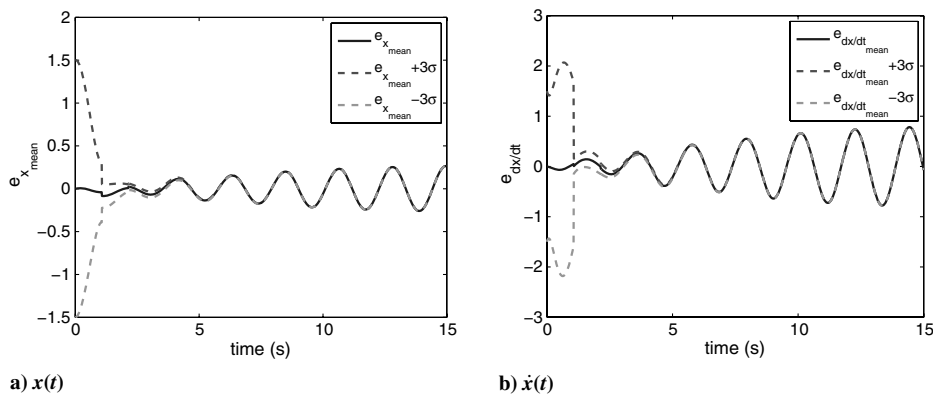 2
1.5
1
0.5
0
-0.5
-1
-1.5
0
5
10
15
e_x_mean
time (s)
e_x_mean
e_x_mean +3σ
e_x_mean −3σ
a) x(t)
3
2
1
0
-1
-2
-3
0
5
10
15
e_dx/dt
time (s)
e_dx/dt_mean
e_dx/dt_mean +3σ
e_dx/dt_mean −3σ
b) ẋ(t)